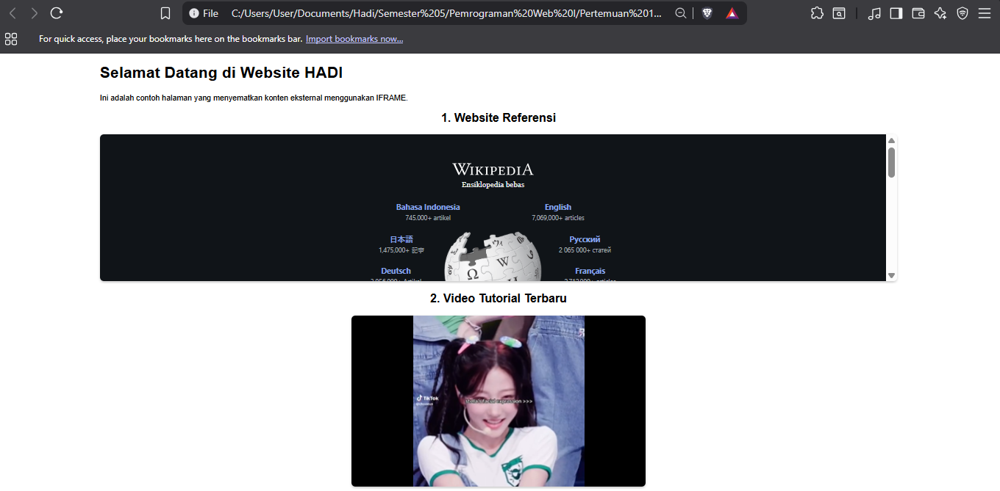 File C:/Users/User/Documents/Hadi/Semester%205/Pemrograman%20Web%20I/Pertemuan%201...
For quick access, place your bookmarks here on the bookmarks bar. Import bookmarks now...
Selamat Datang di Website HADI
Ini adalah contoh halaman yang menyematkan konten eksternal menggunakan IFRAME.
1. Website Referensi
WIKIPEDIA
Ensiklopedia bebas
Bahasa Indonesia
745.000+ artikel
English
7,069,000+ articles
日本語
1,475,000+ 記事
Русский
2 065 000+ статей
Deutsch
Français
W
Ω
2. Video Tutorial Terbaru
TikTok
expression >>>